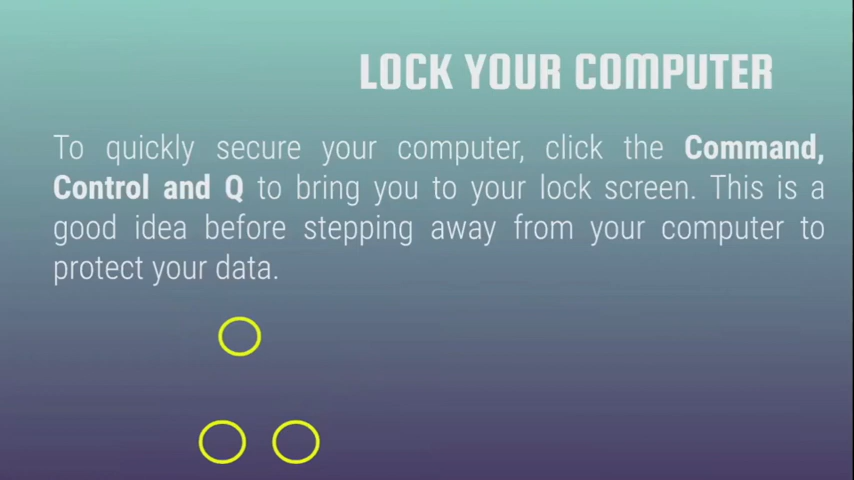 LOCK YOUR COMPUTER
To quickly secure your computer, click the Command,
Control and Q to bring you to your lock screen. This is a
good idea before stepping away from your computer to
protect your data.